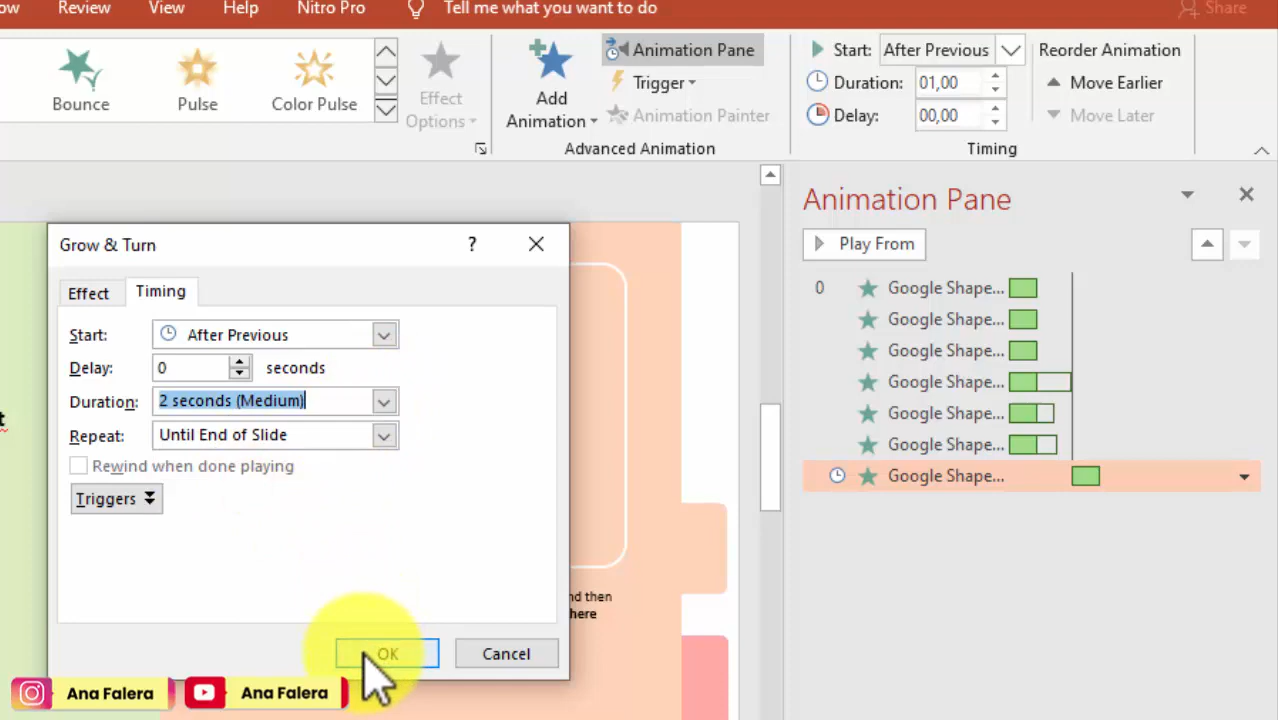 ow Review View Help Nitro Pro Tell me what you want to do Share
Bounce Pulse Color Pulse
Effect Options
Add Animation
Animation Pane
Trigger
Animation Painter
Advanced Animation
Start: After Previous
Duration: 01,00
Delay: 00,00
Reorder Animation
Move Earlier
Move Later
Timing
Grow & Turn ?
Effect Timing
Start: After Previous
Delay: 0 seconds
Duration: 2 seconds (Medium)
Repeat: Until End of Slide
Rewind when done playing
Triggers
OK Cancel
t
nd then
here
Animation Pane
Play From
0 Google Shape...
Google Shape...
Google Shape...
Google Shape...
Google Shape...
Google Shape...
Google Shape...
Ana Falera Ana Falera